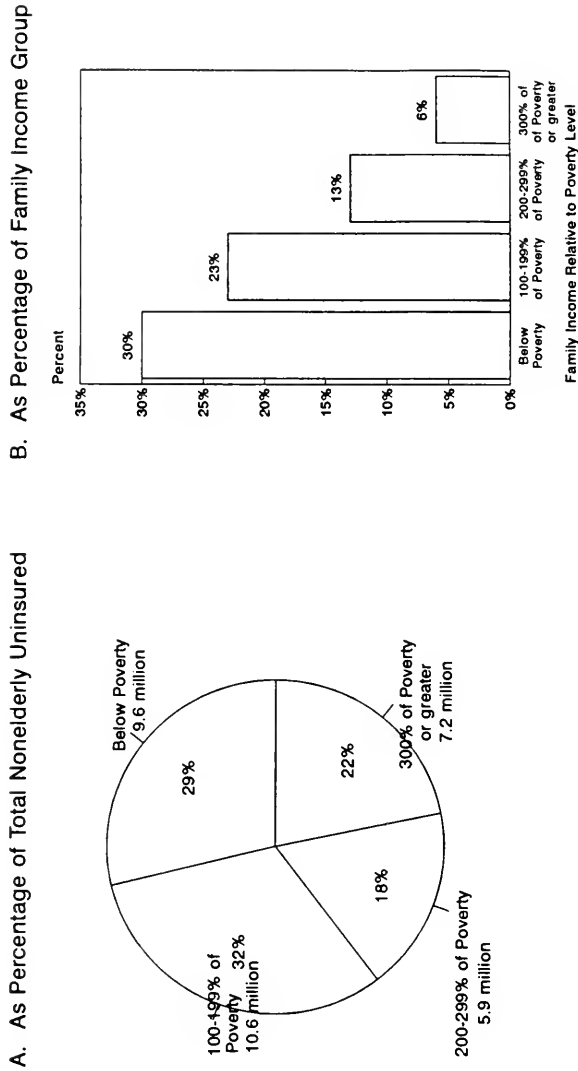 A. As Percentage of Total Nonelderly Uninsured
Below Poverty
9.6 million
29%
100-199% of
Poverty
10.6 million
32%
18%
200-299% of Poverty
5.9 million
22%
300% of Poverty
or greater
7.2 million
B. As Percentage of Family Income Group
Percent
35%
30%
25%
20%
15%
10%
5%
0%
30%
23%
13%
6%
Below
Poverty
100-199%
of Poverty
200-299%
of Poverty
300% of
of Poverty
or greater
Family Income Relative to Poverty Level